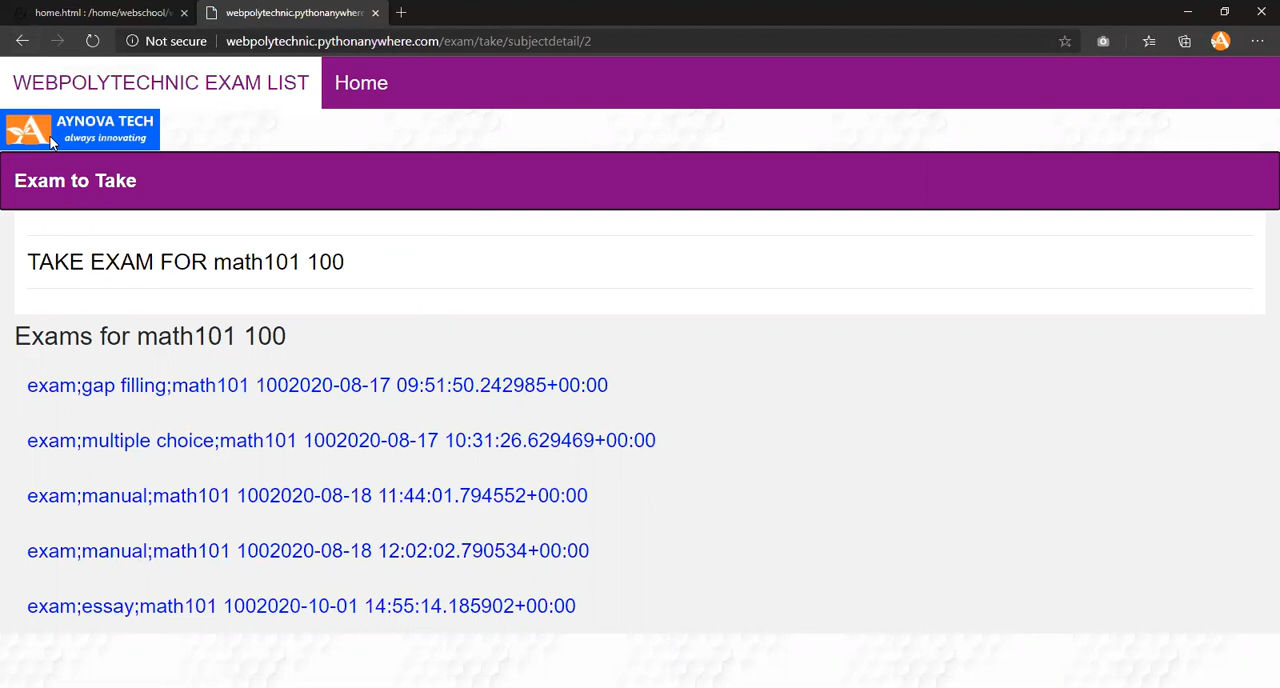 home.html : /home/webschool/
webpolytechnic.pythonanywhere
Not secure
webpolytechnic.pythonanywhere.com/exam/take/subjectdetail/2
WEBPOLYTECHNIC EXAM LIST
Home
AYNOVA TECH
always innovating
Exam to Take
TAKE EXAM FOR math101 100
Exams for math101 100
exam;gap filling;math101 1002020-08-17 09:51:50.242985+00:00
exam;multiple choice;math101 1002020-08-17 10:31:26.629469+00:00
exam;manual;math101 1002020-08-18 11:44:01.794552+00:00
exam;manual;math101 1002020-08-18 12:02:02.790534+00:00
exam;essay;math101 1002020-10-01 14:55:14.185902+00:00